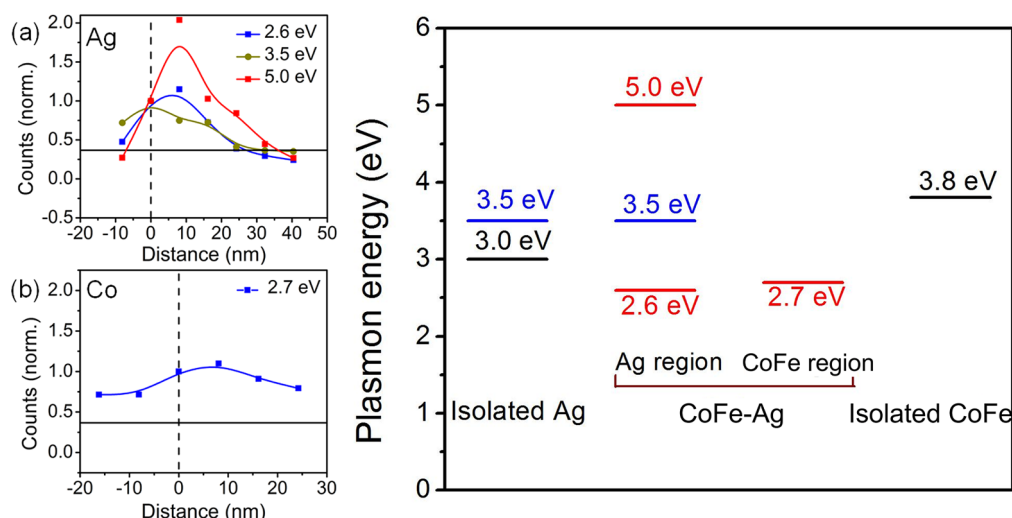 (a)
Ag
2.6 eV
3.5 eV
5.0 eV
Counts (norm.)
2.0
1.5
1.0
0.5
0.0
-0.5
-20 -10 0 10 20 30 40 50
Distance (nm)
(b)
Co
2.7 eV
Counts (norm.)
2.0
1.5
1.0
0.5
0.0
-20 -10 0 10 20 30
Distance (nm)
Plasmon energy (eV)
6
5
4
3
2
1
0
5.0 eV
3.8 eV
3.5 eV
3.5 eV
3.0 eV
2.6 eV
2.7 eV
Ag region
CoFe region
Isolated Ag
CoFe-Ag
Isolated CoFe